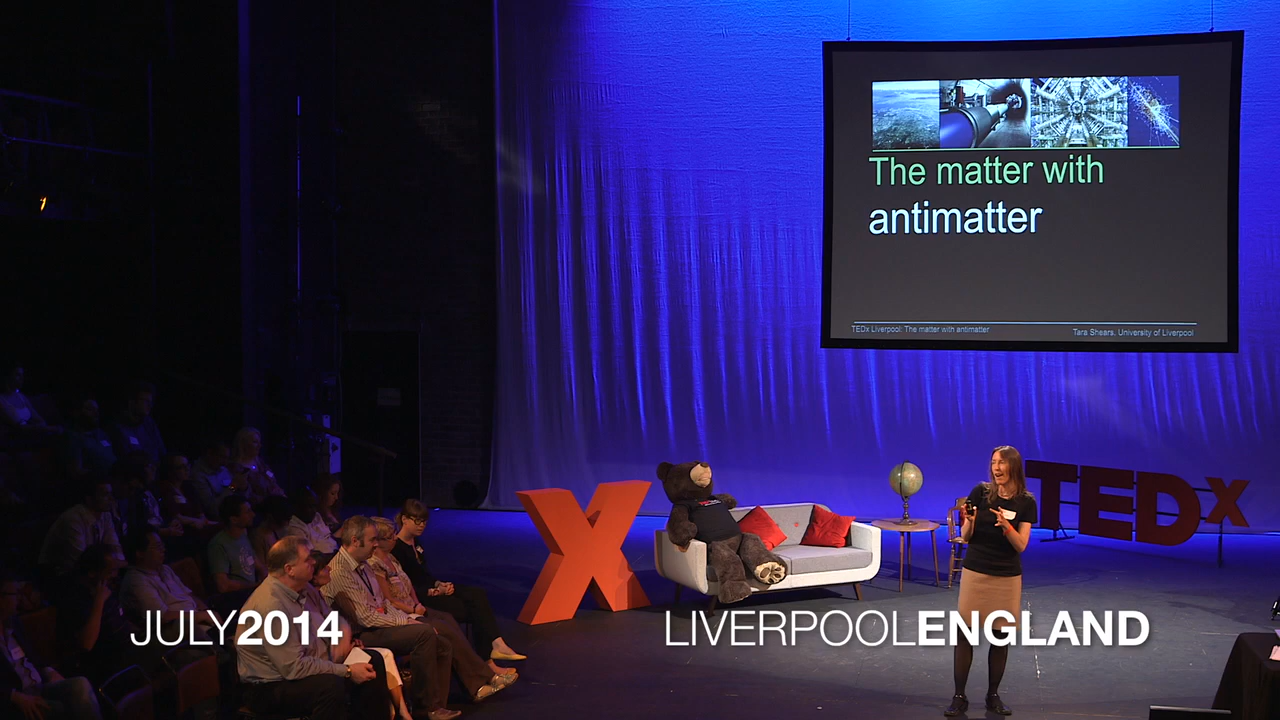 The matter with
antimatter
TEDx Liverpool: The matter with antimatter
Tara Shears, University of Liverpool
X
TEDx
JULY2014
LIVERPOOLENGLAND